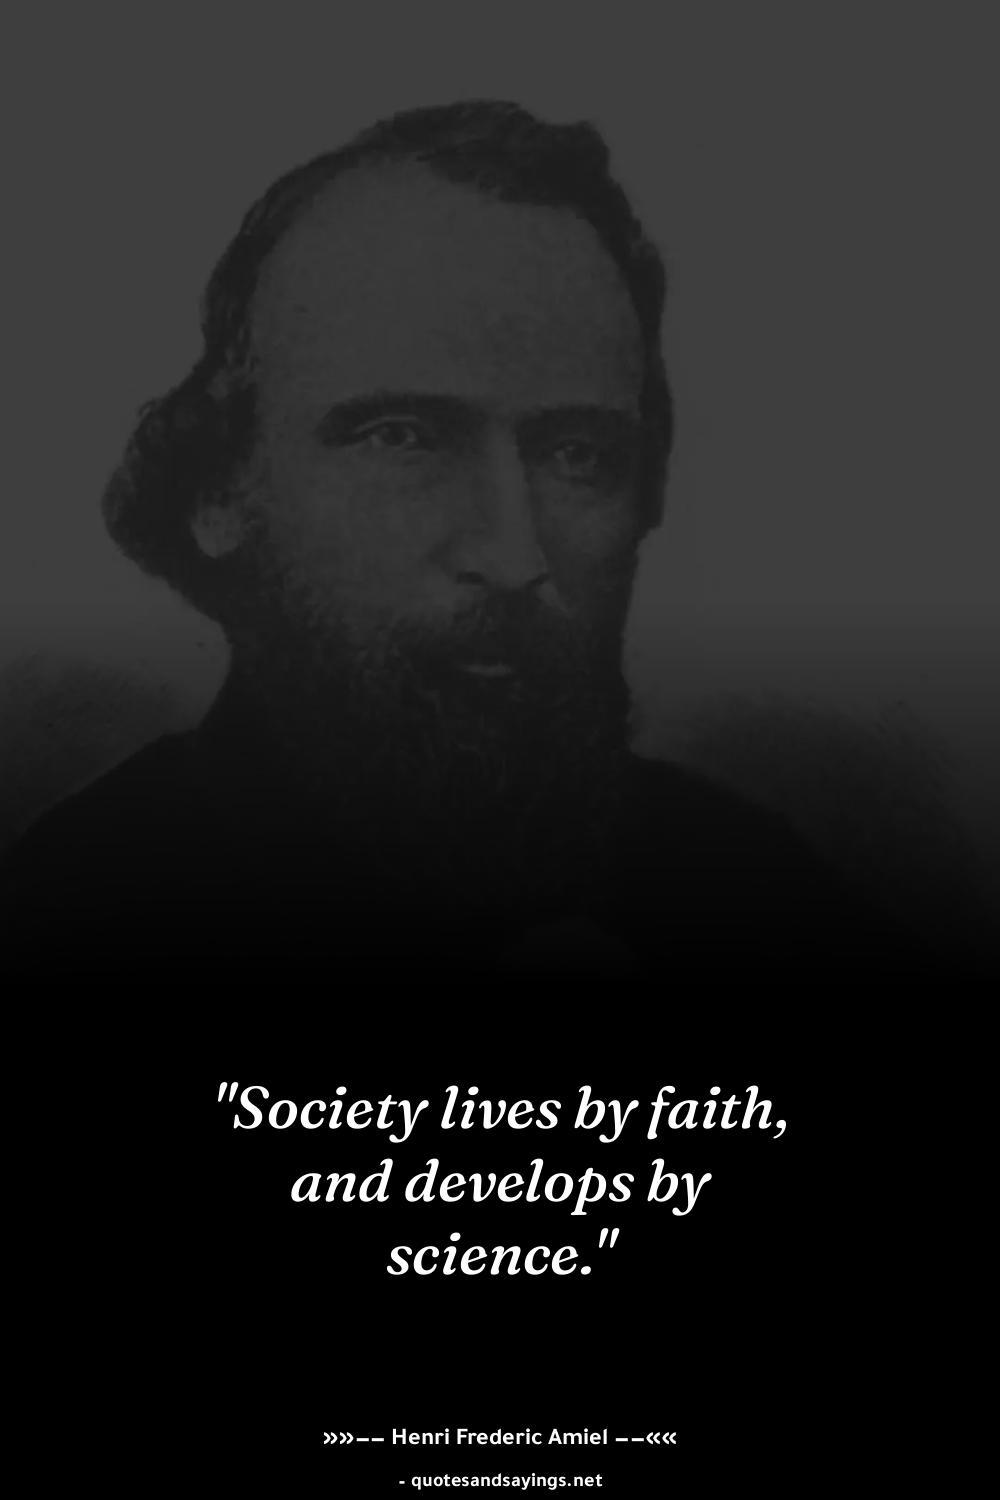 "Society lives by faith,
and develops by
science."
»»−− Henri Frederic Amiel −−««
- quotesandsayings.net